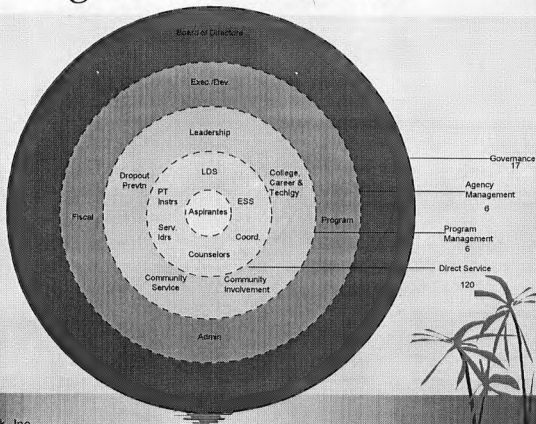 Board of Directors
Exec./Dev.
Leadership
LDS
Dropout
Prevtn
PT
Instrs
College,
Career &
Techlgy
ESS
Aspirantes
Fiscal
Program
Serv.
ldrs
Coord.
Counselors
Community
Service
Community
Involvement
Admin
Governance
17
Agency
Management
6
Program
Management
6
Direct Service
120
Inc